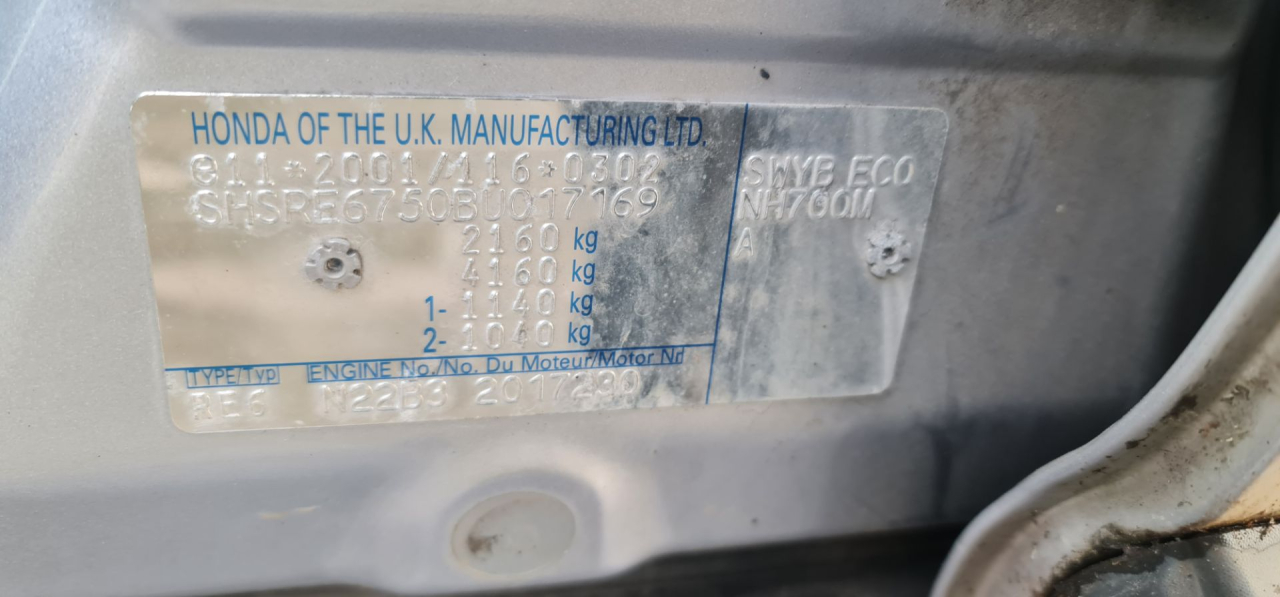 HONDA OF THE U.K. MANUFACTURING LTD.
e11*2001/116*0302
SHSRE6750BU017169
2160 kg
4160 kg
1- 1140 kg
2- 1040 kg
TYPE/Typ ENGINE No./No. Du Moteur/Motor Nr
RE6 N22B3 2017290
SWYB ECO
NH700M
A